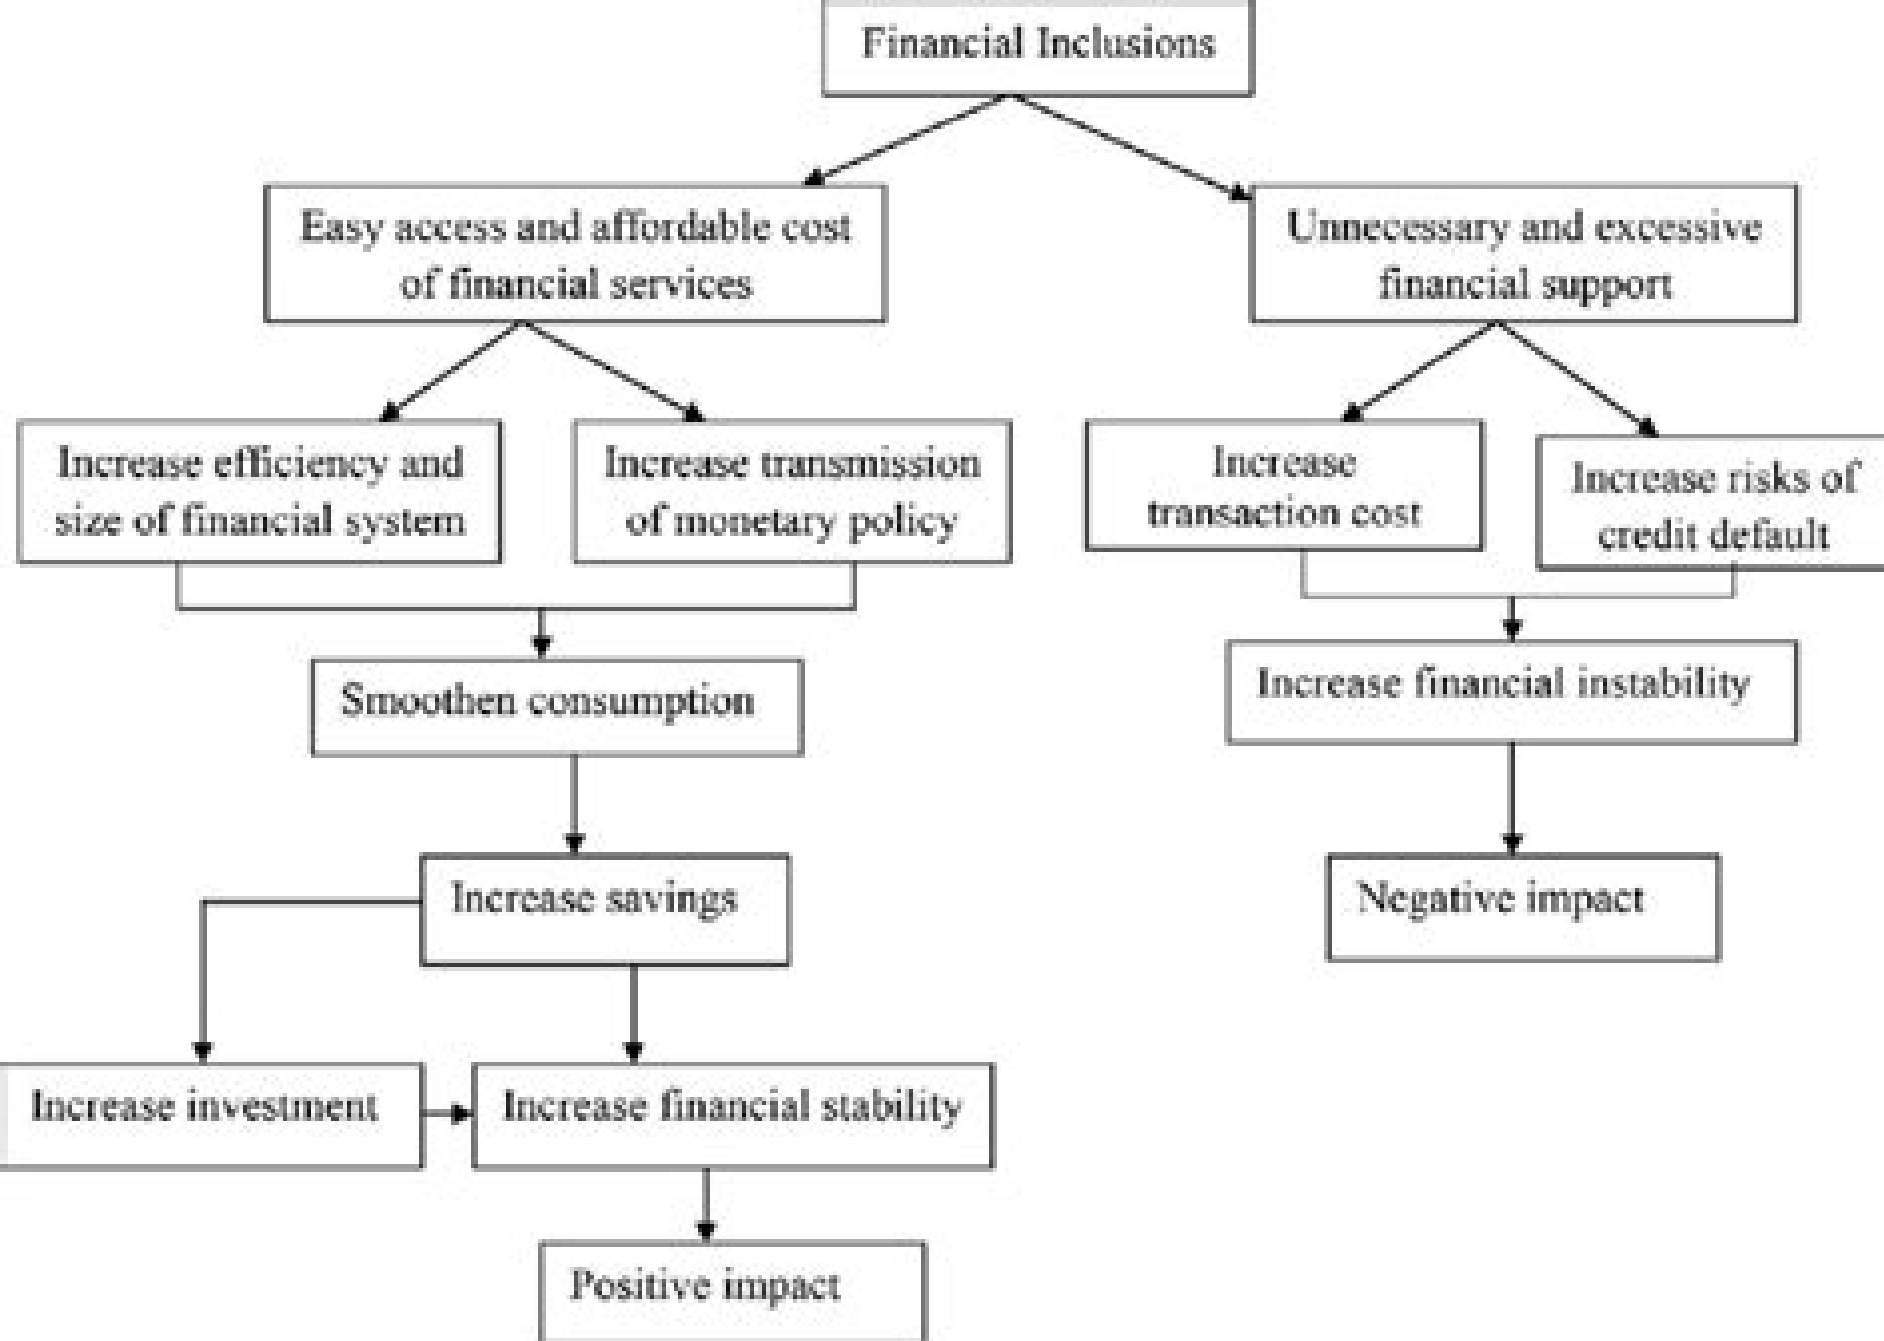 Financial Inclusions
Easy access and affordable cost
of financial services
Unnecessary and excessive
financial support
Increase efficiency and
size of financial system
Increase transmission
of monetary policy
Increase
transaction cost
Increase risks of
credit default
Smoothen consumption
Increase financial instability
Increase savings
Negative impact
Increase investment
Increase financial stability
Positive impact